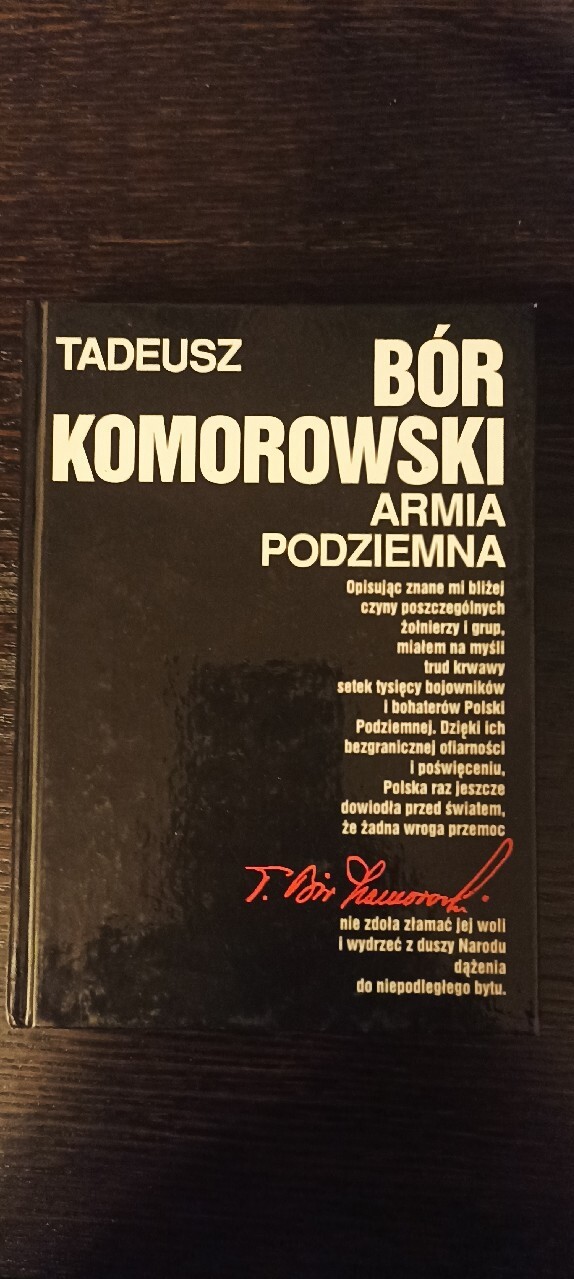 TADEUSZ BÓR
KOMOROWSKI
ARMIA
PODZIEMNA
Opisując znane mi bliżej
czyny poszczególnych
żołnierzy i grup,
miałem na myśli
trud krwawy
setek tysięcy bojowników
i bohaterów Polski
Podziemnej. Dzięki ich
bezgranicznej ofiarności
i poświęceniu,
Polska raz jeszcze
dowiodła przed światem,
że żadna wroga przemoc
T. Bór Komorowski
nie zdoła złamać jej woli
i wydrzeć z duszy Narodu
dążenia
do niepodległego bytu.